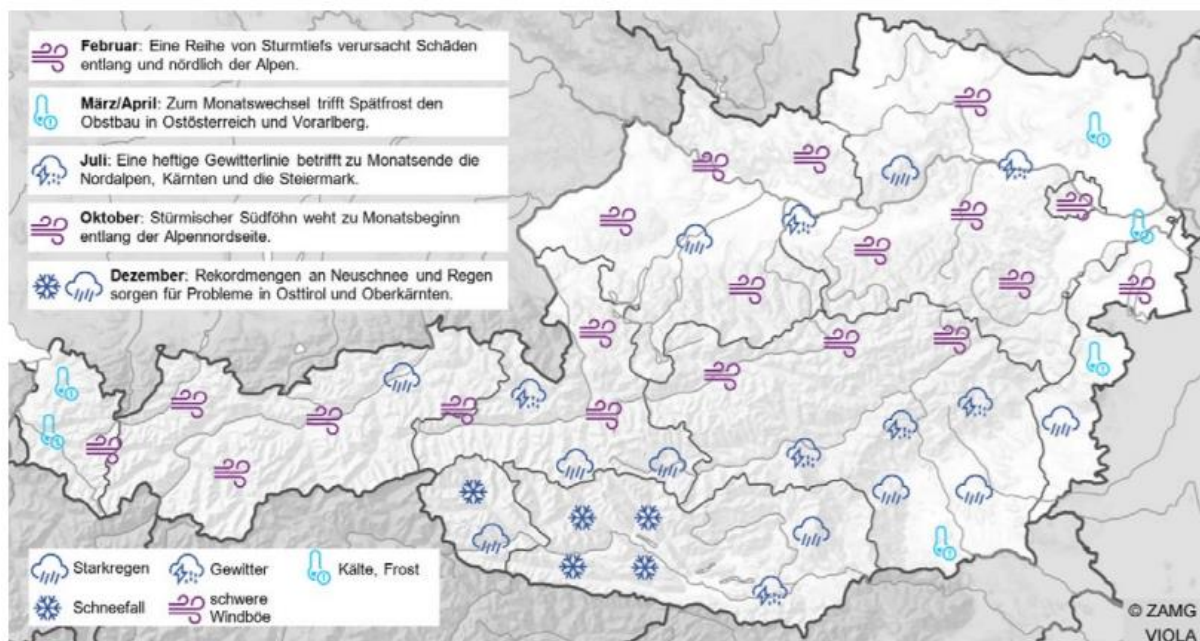 Februar: Eine Reihe von Sturmtiefs verursacht Schäden
entlang und nördlich der Alpen.
März/April: Zum Monatswechsel trifft Spätfrost den
Obstbau in Ostösterreich und Vorarlberg.
Juli: Eine heftige Gewitterlinie betrifft zu Monatsende die
Nordalpen, Kärnten und die Steiermark.
Oktober: Stürmischer Südföhn weht zu Monatsbeginn
entlang der Alpennordseite.
Dezember: Rekordmengen an Neuschnee und Regen
sorgen für Probleme in Osttirol und Oberkärnten.
Starkregen
Gewitter
Kälte, Frost
Schneefall
schwere
Windböe
© ZAMG
VIOLA